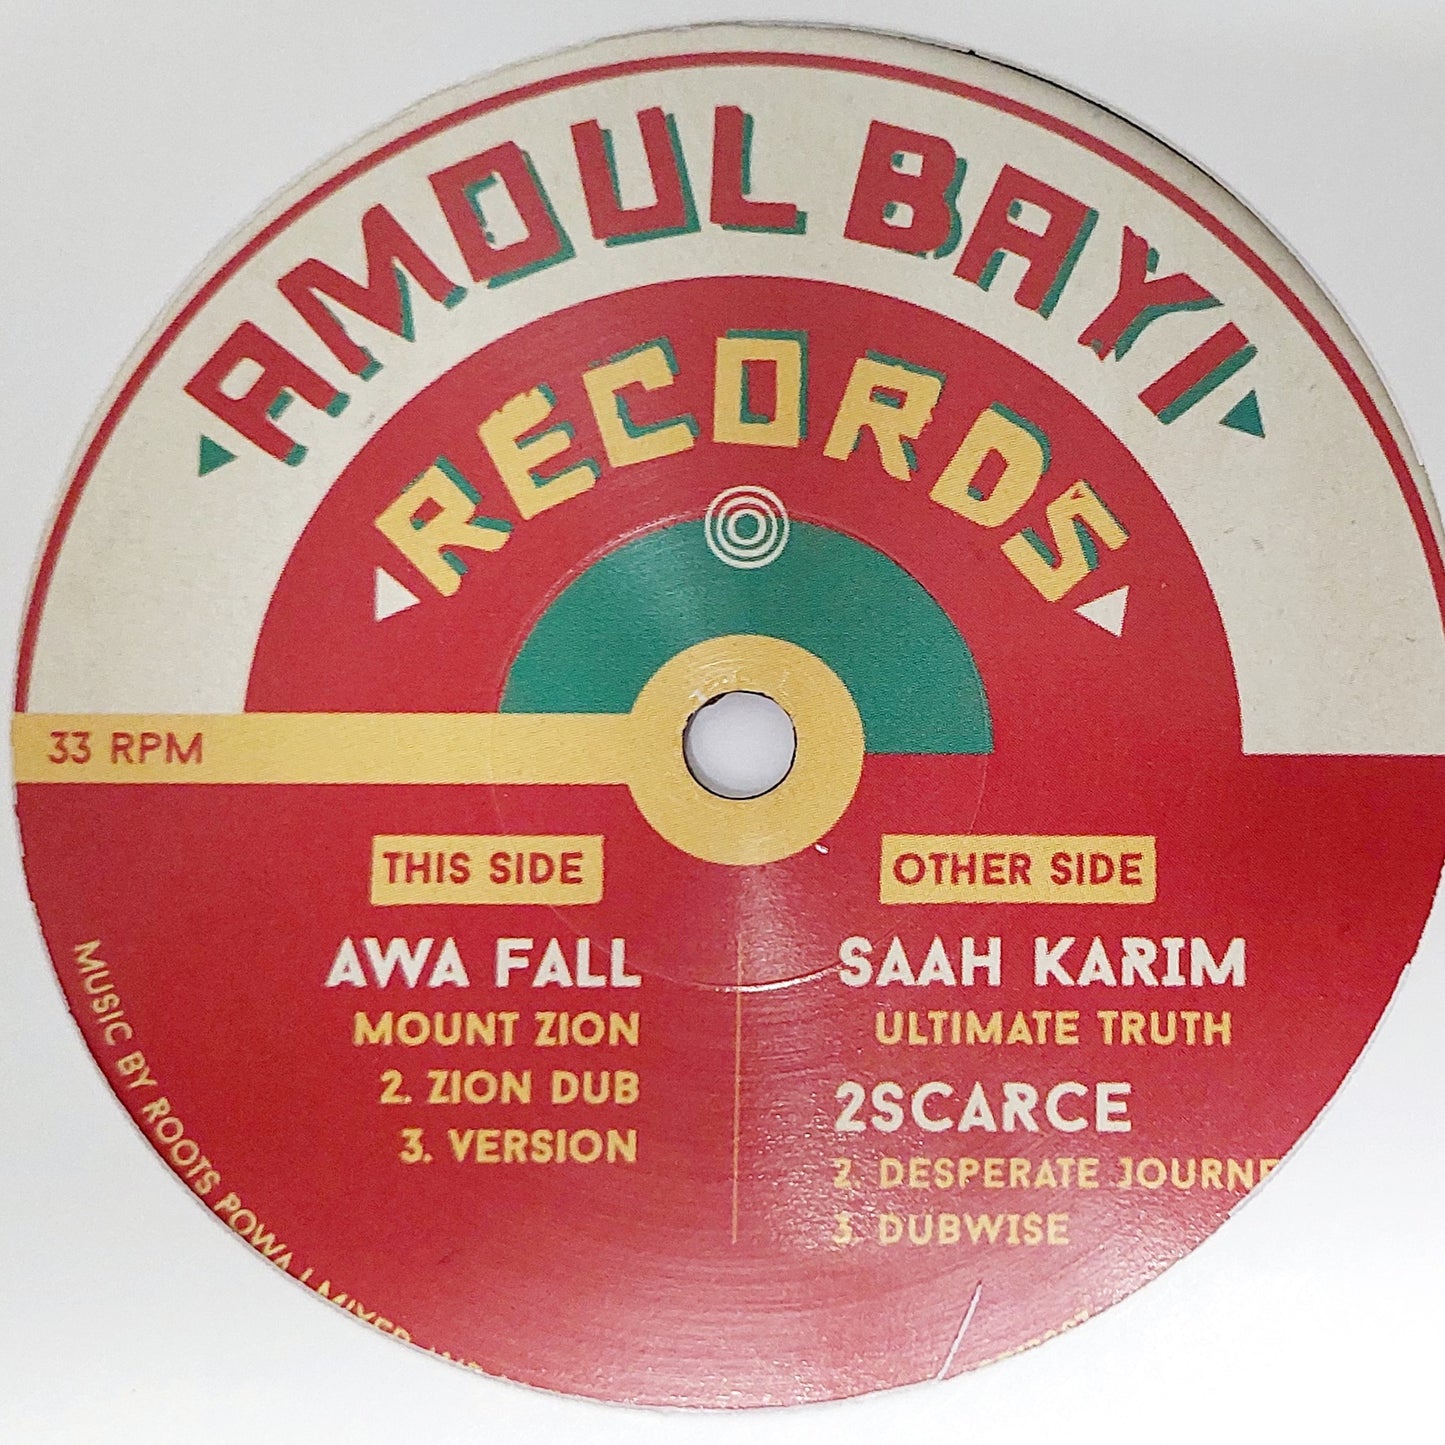 AMOUL BAYI
RECORDS
33 RPM
THIS SIDE
AWA FALL
MOUNT ZION
2. ZION DUB
3. VERSION
OTHER SIDE
SAAH KARIM
ULTIMATE TRUTH
2SCARCE
2. DESPERATE JOURNE
3. DUBWISE
MUSIC BY ROOTS POWA / MIXED